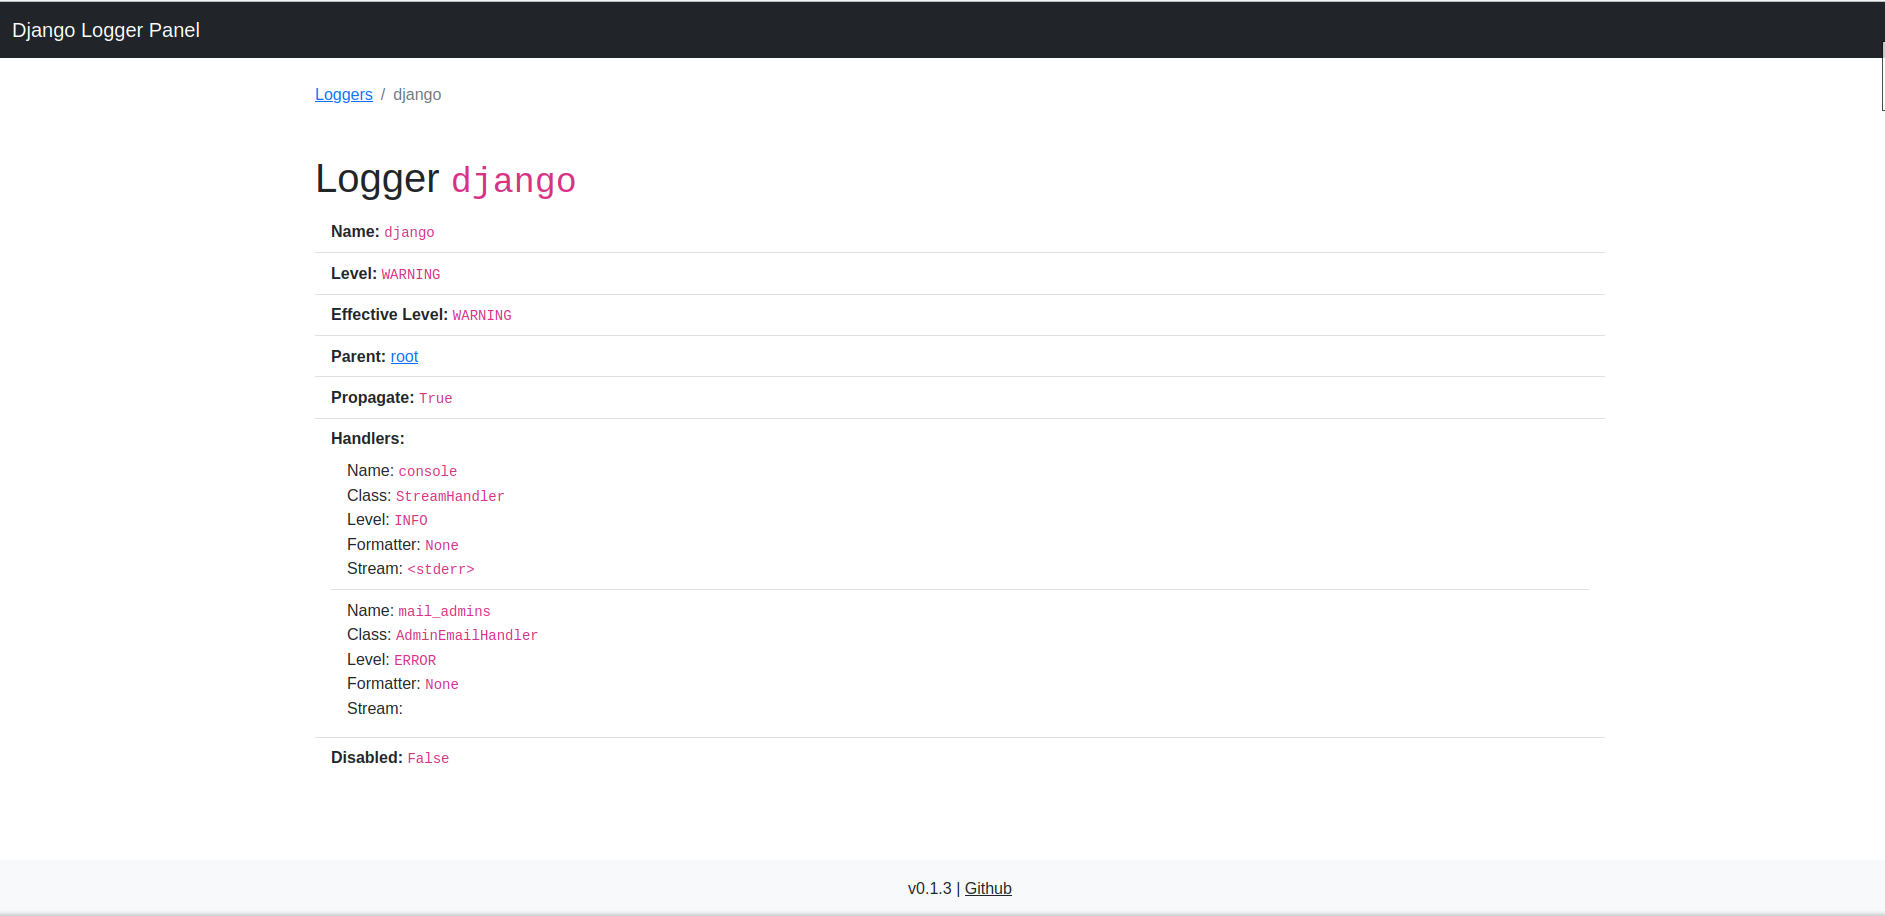 Django Logger Panel
Loggers / django
Logger django
Name: django
Level: WARNING
Effective Level: WARNING
Parent: root
Propagate: True
Handlers:
Name: console
Class: StreamHandler
Level: INFO
Formatter: None
Stream: <stderr>
Name: mail_admins
Class: AdminEmailHandler
Level: ERROR
Formatter: None
Stream:
Disabled: False
v0.1.3 | Github